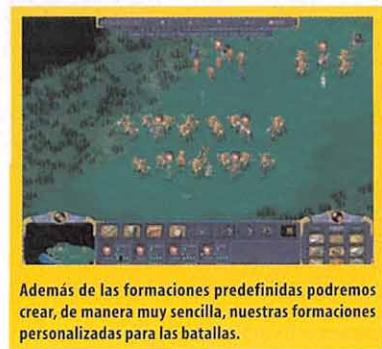 Además de las formaciones predefinidas podremos
crear, de manera muy sencilla, nuestras formaciones
personalizadas para las batallas.